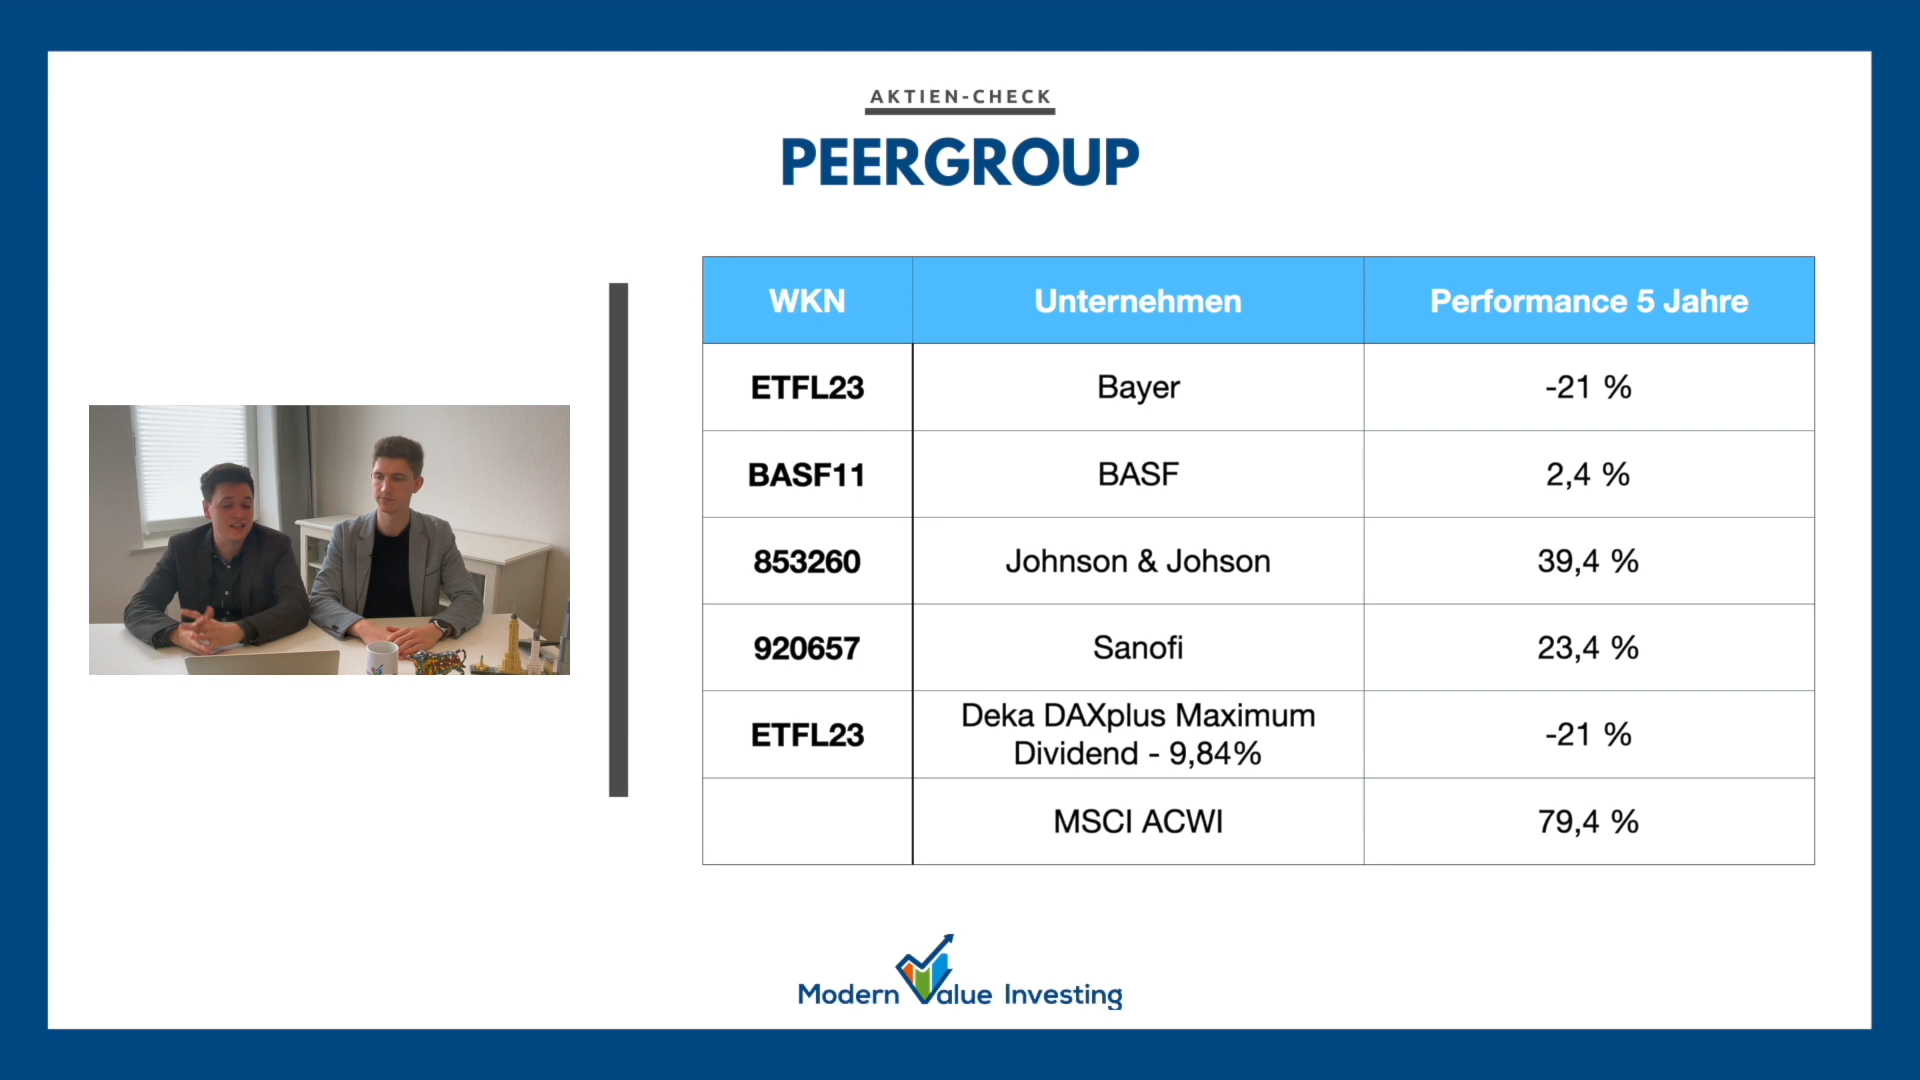 AKTIEN-CHECK
PEERGROUP
WKN Unternehmen Performance 5 Jahre
ETFL23 Bayer -21 %
BASF11 BASF 2,4 %
853260 Johnson & Johson 39,4 %
920657 Sanofi 23,4 %
ETFL23 Deka DAXplus Maximum
Dividend - 9,84% -21 %
MSCI ACWI 79,4 %
Modern Value Investing